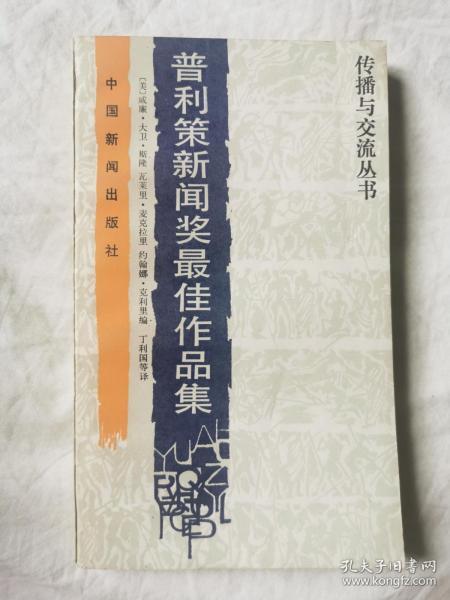 传播与交流丛书
普利策新闻奖最佳作品集
〔美〕威廉·大卫·斯隆 瓦莱里·麦克拉里 约翰娜·克利里编
丁利国等译
中国新闻出版社
孔夫子旧书网
www.kongfz.com